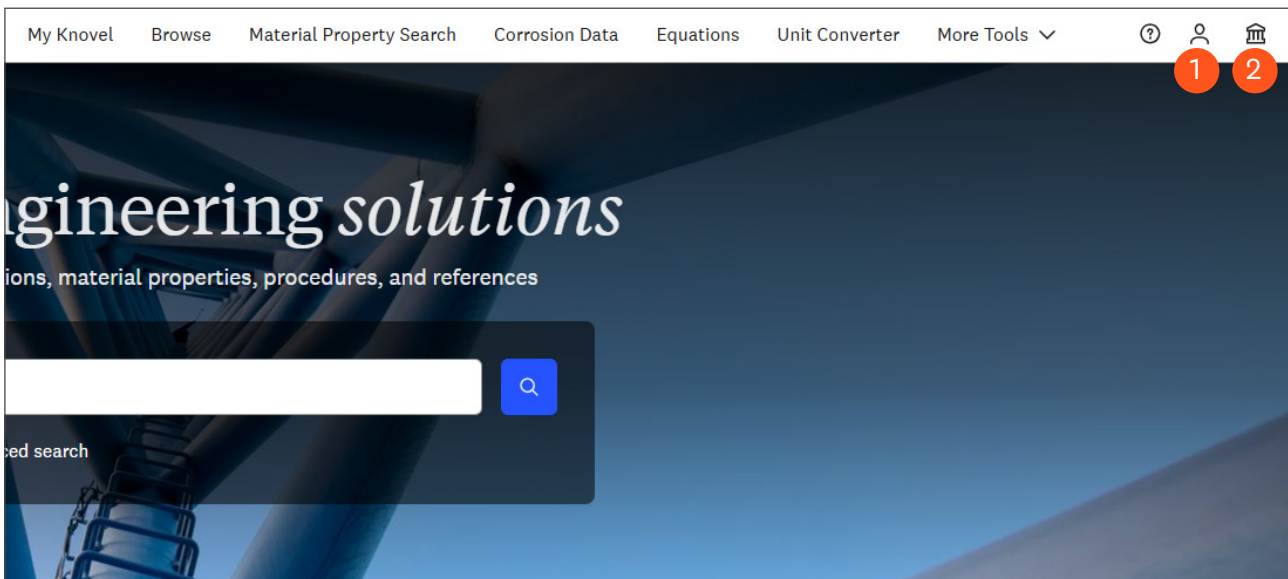 My Knovel Browse Material Property Search Corrosion Data Equations Unit Converter More Tools
1 2
gineering solutions
ions, material properties, procedures, and references
ced search